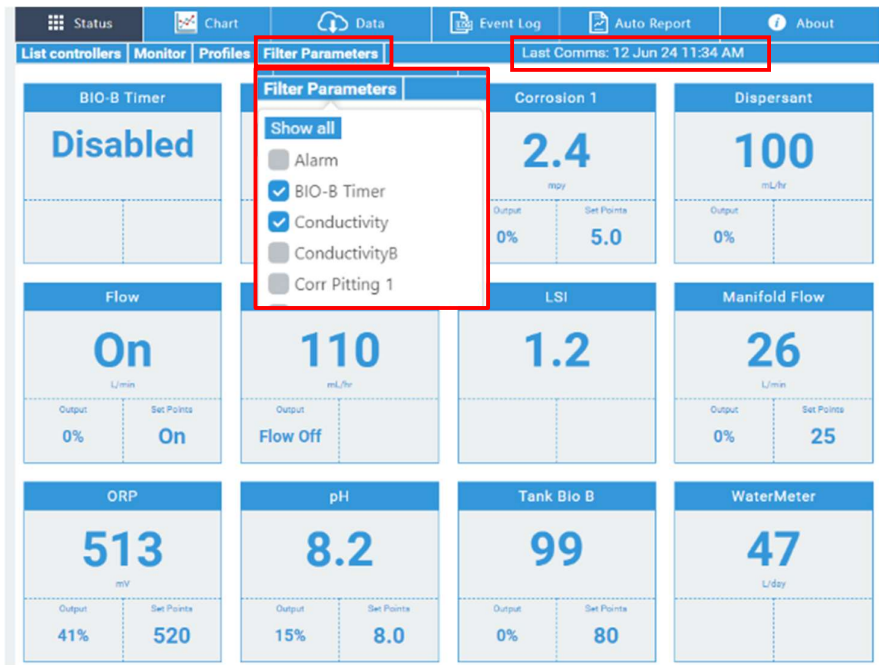 Status Chart Data Event Log Auto Report About
List controllers Monitor Profiles Filter Parameters Last Comms: 12 Jun 24 11:34 AM
BIO-B Timer
Disabled
Filter Parameters
Show all
Alarm
BIO-B Timer
Conductivity
ConductivityB
Corr Pitting 1
Corrosion 1
2.4
mpy
Output Set Points
0% 5.0
Dispersant
100
mL/hr
Output
0%
Flow
On
L/min
Output Set Points
0% On
110
mL/hr
Output
Flow Off
LSI
1.2
Manifold Flow
26
L/min
Output Set Points
0% 25
ORP
513
mV
Output Set Points
41% 520
pH
8.2
Output Set Points
15% 8.0
Tank Bio B
99
Output Set Points
0% 80
WaterMeter
47
L/day